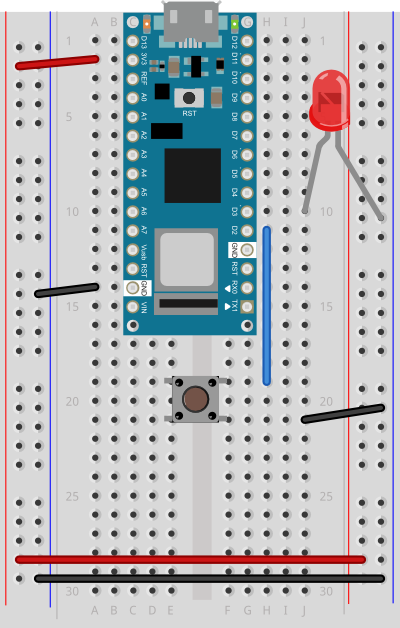 A B C G H I J
1 D13 D12 1
3V3 D11
REF D10
A0 D9
RST
5 A1 D8 5
A2 D7
A3 D6
A4 D5
A5 D4
10 A6 D3 10
A7 D2
Vusb GND
RST RST
GND RX0
15 VIN TX1 15
20 20
25 25
30 30
A B C D E F G H I J